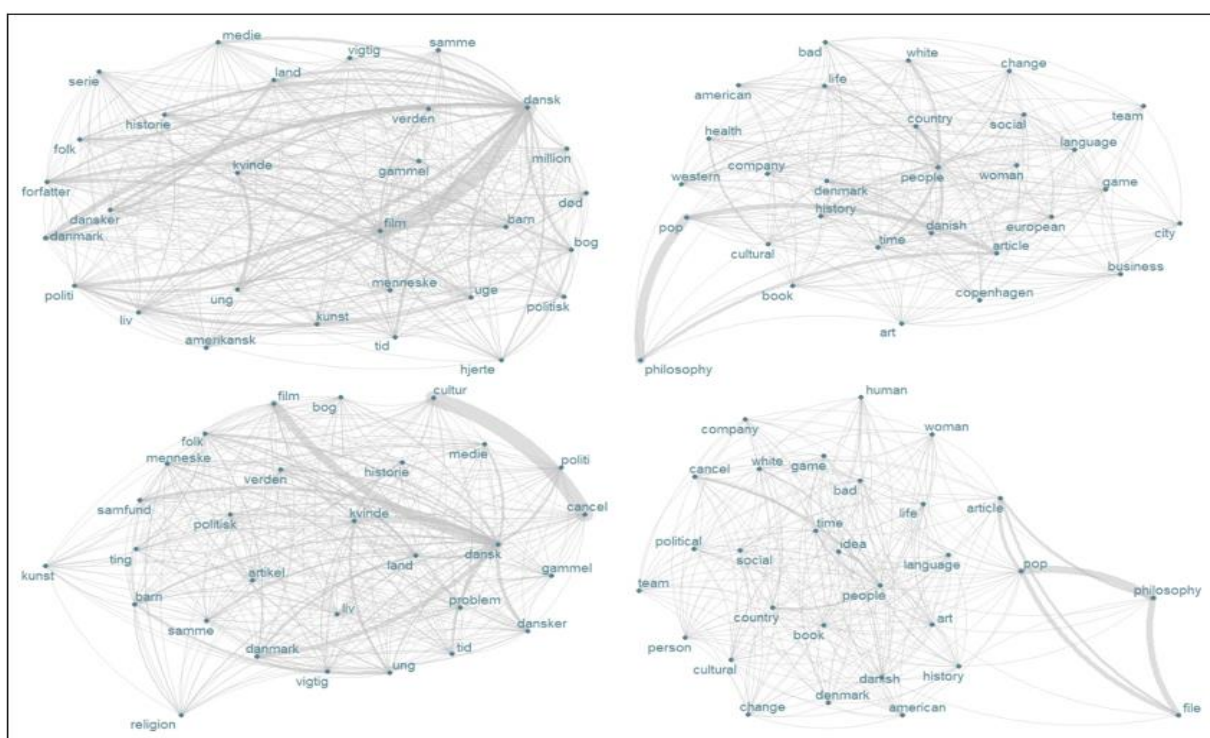 medie
vigtig
samme
serie
land
dansk
historie
verden
folk
kvinde
gammel
million
forfatter
død
dansker
film
barn
danmark
bog
politi
ung
menneske
uge
politisk
liv
kunst
amerikansk
tid
hjerte
bad
white
change
american
life
team
health
country
social
language
western
company
people
woman
game
denmark
pop
history
danish
european
city
time
article
cultural
business
book
copenhagen
art
philosophy
film
bog
cultur
folk
medie
menneske
verden
historie
politi
samfund
politisk
kvinde
cancel
ting
dansk
kunst
artikel
land
gammel
barn
liv
problem
samme
dansker
danmark
tid
vigtig
ung
religion
human
company
woman
cancel
white
game
bad
article
time
life
political
social
idea
language
pop
team
people
philosophy
country
book
art
person
cultural
danish
history
denmark
change
american
file